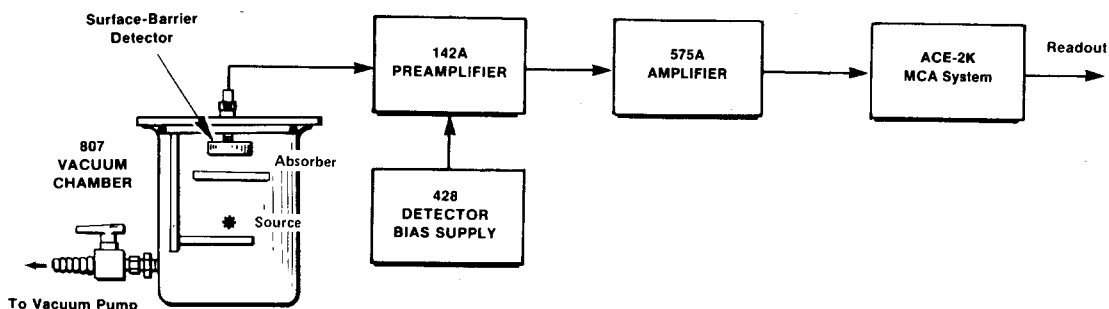 Surface-Barrier
Detector
142A
PREAMPLIFIER
575A
AMPLIFIER
ACE-2K
MCA System
Readout
807
VACUUM
CHAMBER
Absorber
Source
428
DETECTOR
BIAS SUPPLY
To Vacuum Pump